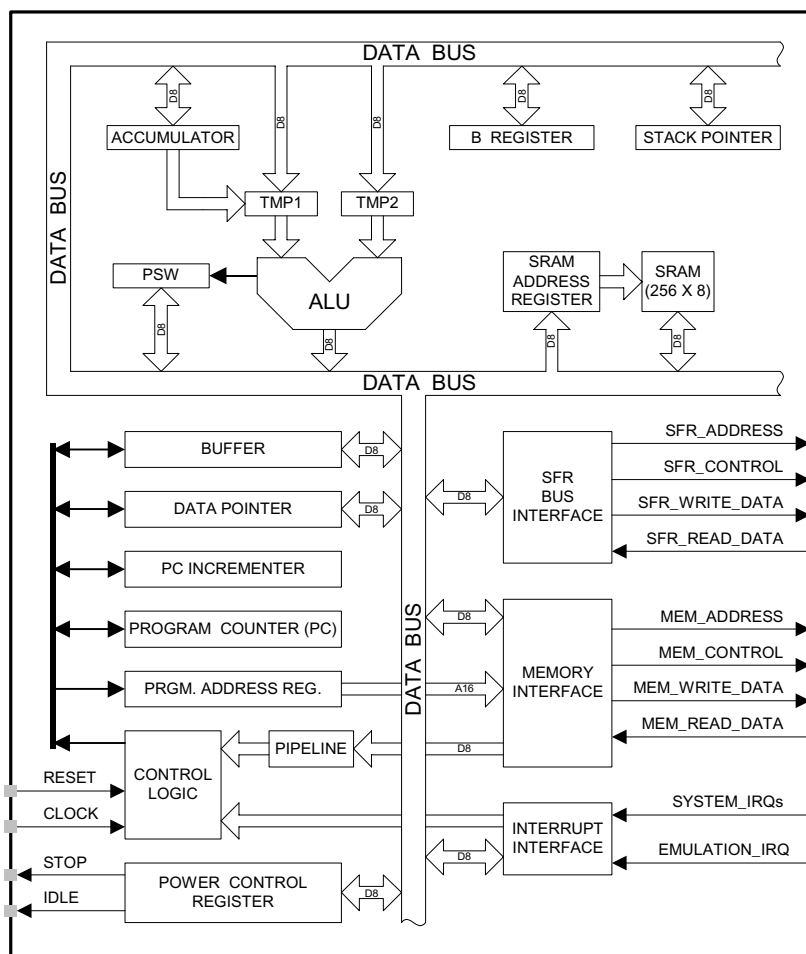 DATA BUS
D8
D8
D8
D8
D8
ACCUMULATOR
B REGISTER
STACK POINTER
DATA BUS
TMP1
TMP2
PSW
ALU
SRAM
ADDRESS
REGISTER
SRAM
(256 X 8)
D8
D8
D8
D8
DATA BUS
BUFFER
D8
DATA POINTER
D8
PC INCREMENTER
PROGRAM COUNTER (PC)
PRGM. ADDRESS REG.
A16
DATA BUS
D8
SFR
BUS
INTERFACE
SFR_ADDRESS
SFR_CONTROL
SFR_WRITE_DATA
SFR_READ_DATA
D8
MEMORY
INTERFACE
MEM_ADDRESS
MEM_CONTROL
MEM_WRITE_DATA
MEM_READ_DATA
CONTROL
LOGIC
PIPELINE
D8
RESET
CLOCK
INTERRUPT
INTERFACE
SYSTEM_IRQs
EMULATION_IRQ
D8
STOP
IDLE
POWER CONTROL
REGISTER
D8